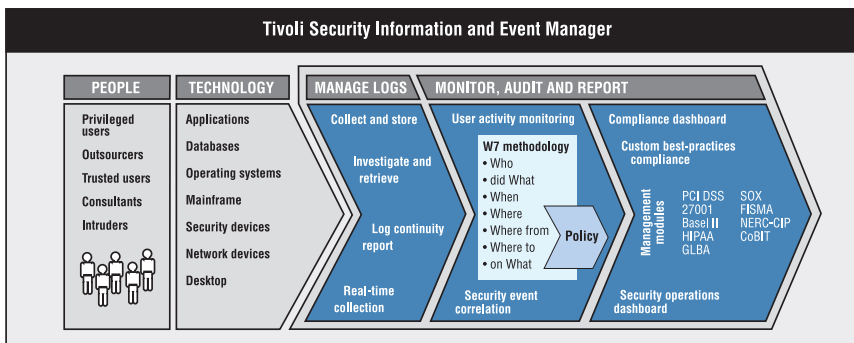 Tivoli Security Information and Event Manager
PEOPLE
Privileged
users
Outsourcers
Trusted users
Consultants
Intruders
TECHNOLOGY
Applications
Databases
Operating systems
Mainframe
Security devices
Network devices
Desktop
MANAGE LOGS
Collect and store
Investigate and
retrieve
Log continuity
report
Real-time
collection
MONITOR, AUDIT AND REPORT
User activity monitoring
W7 methodology
• Who
• did What
• When
• Where
• Where from
• Where to
• on What
Policy
Security event
correlation
Compliance dashboard
Custom best-practices
compliance
Management
modules
PCI DSS
27001
Basel II
HIPAA
GLBA
SOX
FISMA
NERC-CIP
CoBIT
Security operations
dashboard